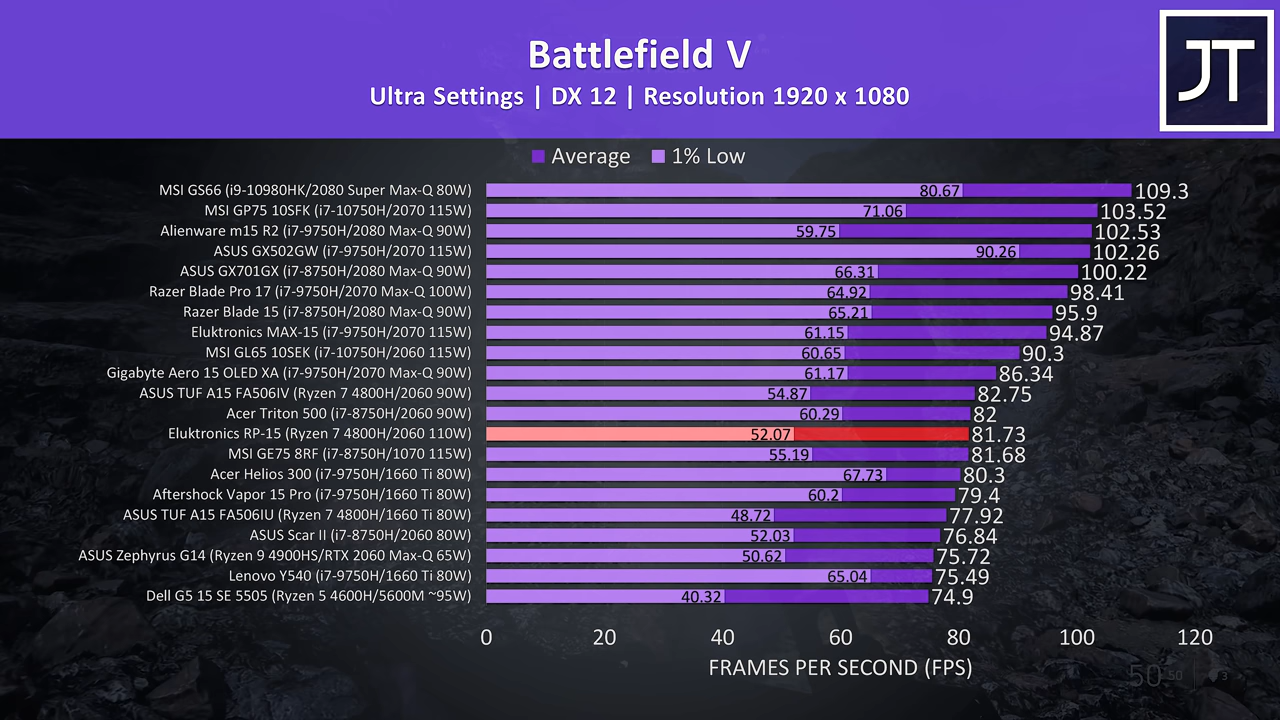 Battlefield V
JT
Ultra Settings | DX 12 | Resolution 1920 x 1080
Average 1% Low
MSI GS66 (i9-10980HK/2080 Super Max-Q 80W) 80.67 109.3
MSI GP75 10SFK (i7-10750H/2070 115W) 71.06 103.52
Alienware m15 R2 (i7-9750H/2080 Max-Q 90W) 59.75 102.53
ASUS GX502GW (i7-9750H/2070 115W) 90.26 102.26
ASUS GX701GX (i7-8750H/2080 Max-Q 90W) 66.31 100.22
Razer Blade Pro 17 (i7-9750H/2070 Max-Q 100W) 64.92 98.41
Razer Blade 15 (i7-8750H/2080 Max-Q 90W) 65.21 95.9
Eluktronics MAX-15 (i7-9750H/2070 115W) 61.15 94.87
MSI GL65 10SEK (i7-10750H/2060 115W) 60.65 90.3
Gigabyte Aero 15 OLED XA (i7-9750H/2070 Max-Q 90W) 61.17 86.34
ASUS TUF A15 FA506IV (Ryzen 7 4800H/2060 90W) 54.87 82.75
Acer Triton 500 (i7-8750H/2060 90W) 60.29 82
Eluktronics RP-15 (Ryzen 7 4800H/2060 110W) 52.07 81.73
MSI GE75 8RF (i7-8750H/1070 115W) 55.19 81.68
Acer Helios 300 (i7-9750H/1660 Ti 80W) 67.73 80.3
Aftershock Vapor 15 Pro (i7-9750H/1660 Ti 80W) 60.2 79.4
ASUS TUF A15 FA506IU (Ryzen 7 4800H/1660 Ti 80W) 48.72 77.92
ASUS Scar II (i7-8750H/2060 80W) 52.03 76.84
ASUS Zephyrus G14 (Ryzen 9 4900HS/RTX 2060 Max-Q 65W) 50.62 75.72
Lenovo Y540 (i7-9750H/1660 Ti 80W) 65.04 75.49
Dell G5 15 SE 5505 (Ryzen 5 4600H/5600M ~95W) 40.32 74.9
0 20 40 60 80 100 120
FRAMES PER SECOND (FPS)
50 50 3